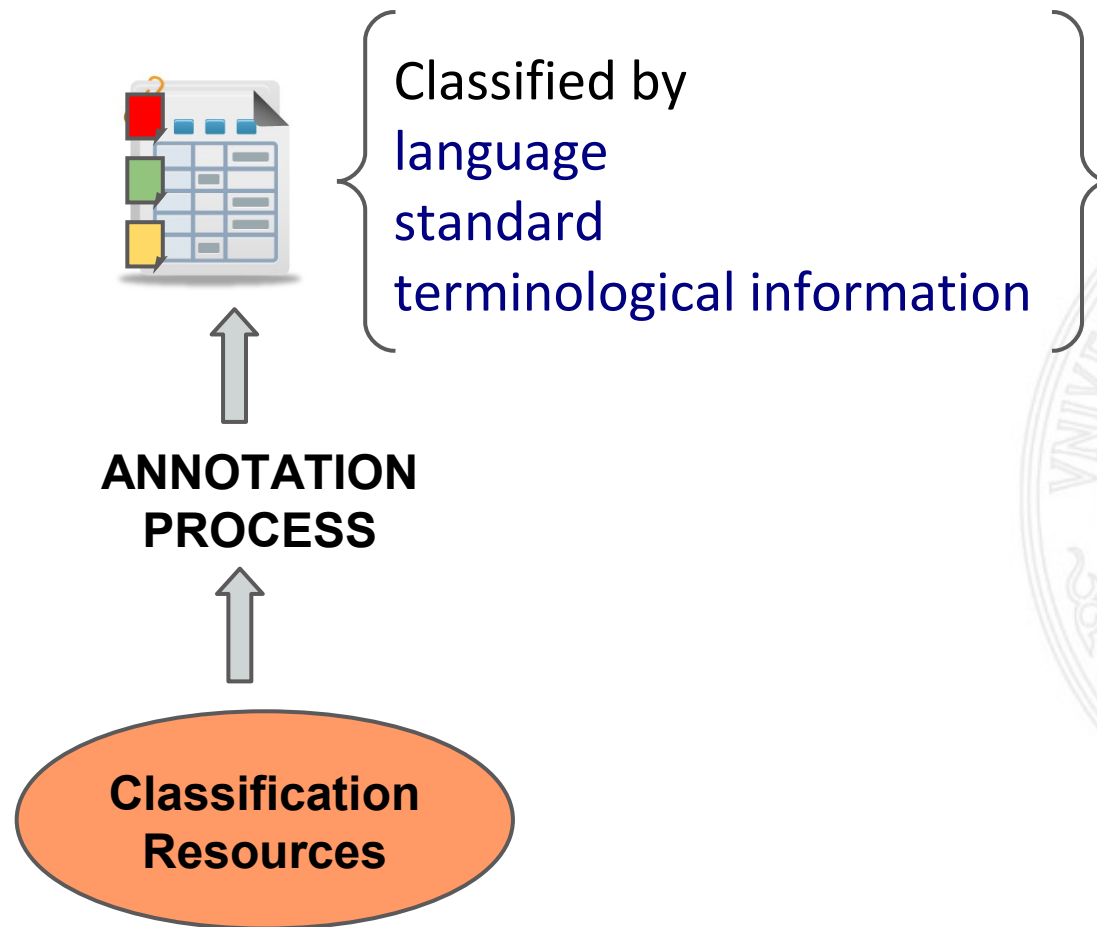 Classified by
language
standard
terminological information
ANNOTATION
PROCESS
Classification
Resources